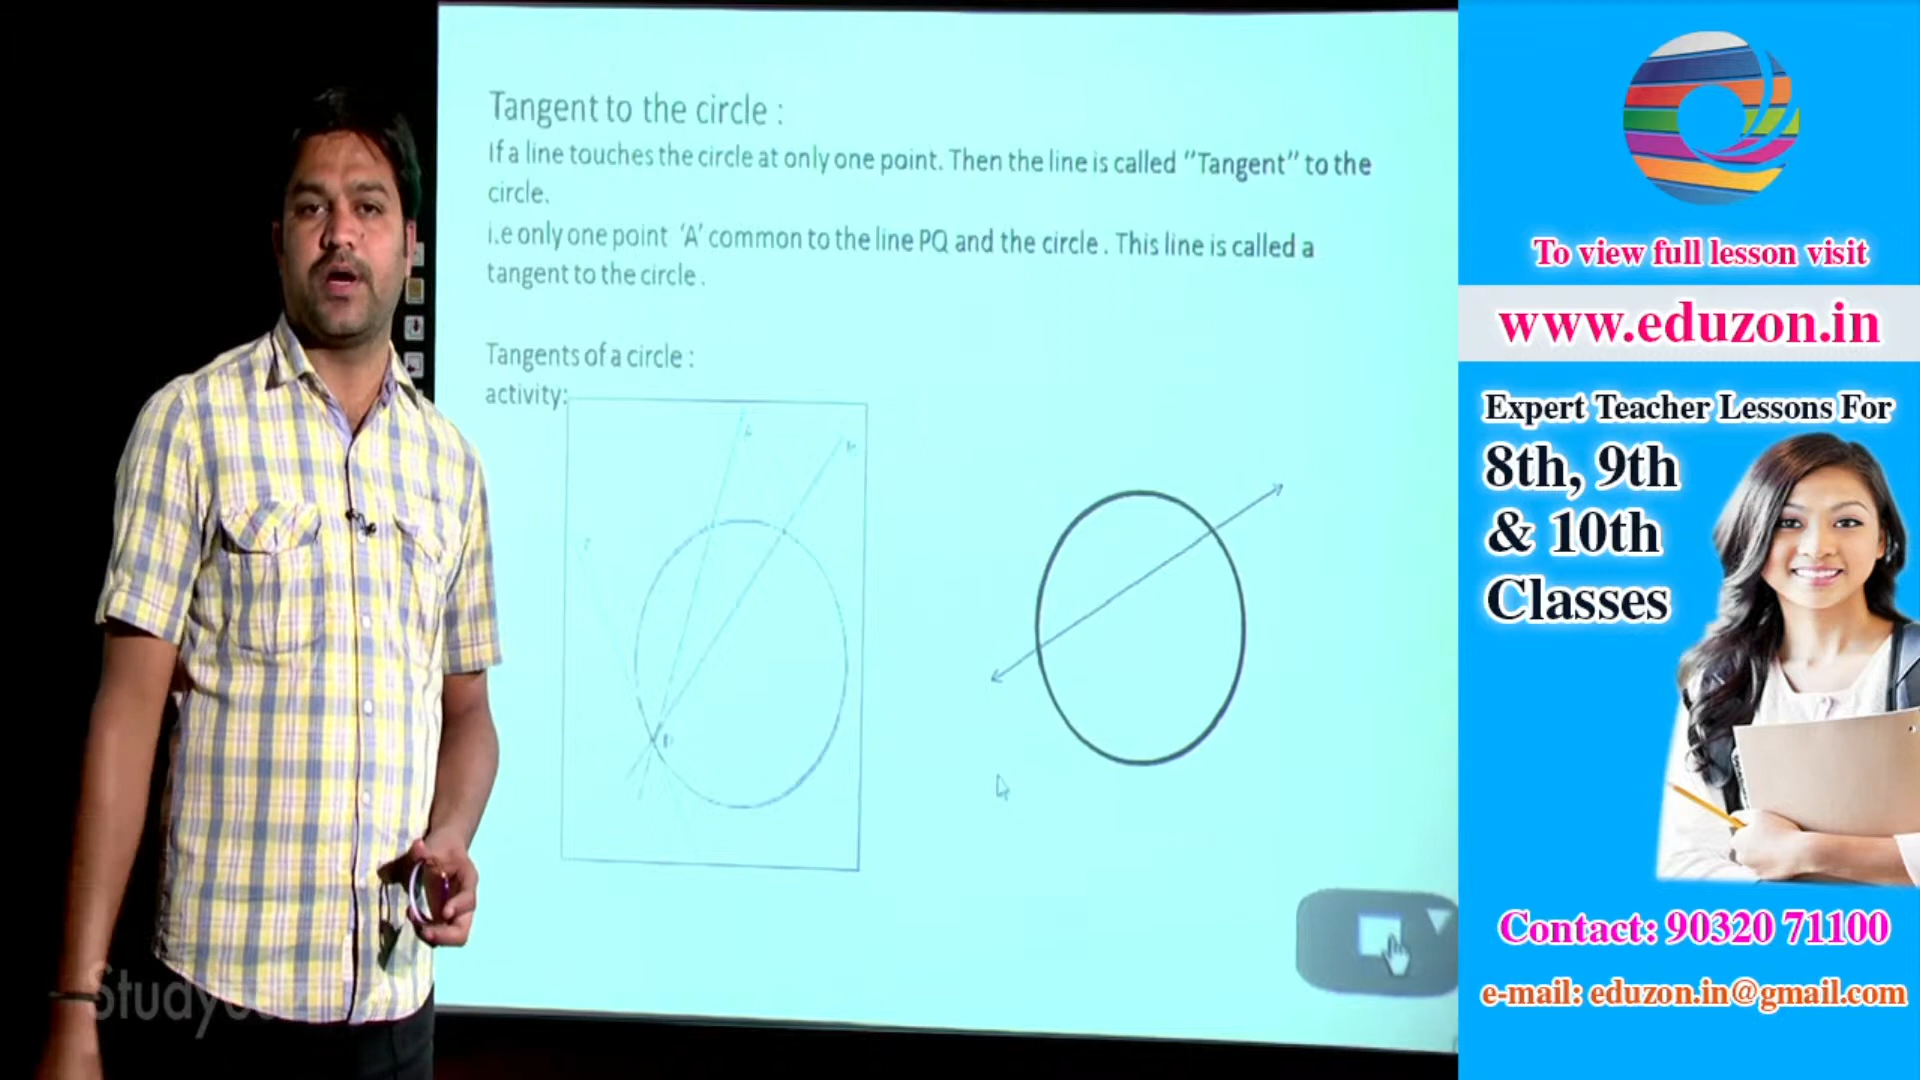 Tangent to the circle :
If a line touches the circle at only one point. Then the line is called "Tangent" to the
circle.
i.e only one point 'A' common to the line PQ and the circle . This line is called a
tangent to the circle .
Tangents of a circle :
activity:
To view full lesson visit
www.eduzon.in
Expert Teacher Lessons For
8th, 9th
& 10th
Classes
Contact: 90320 71100
e-mail: eduzon.in@gmail.com